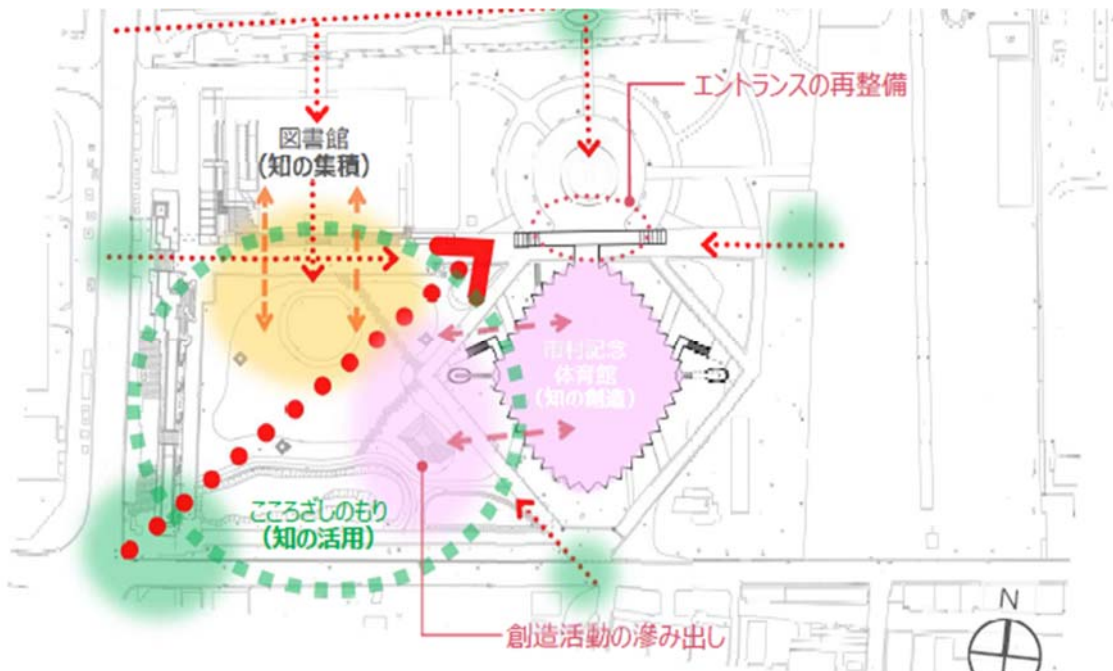 エントランスの再整備
図書館
(知の集積)
市村記念
体育館
(知の創造)
こころざしのもり
(知の活用)
創造活動の滲み出し
N